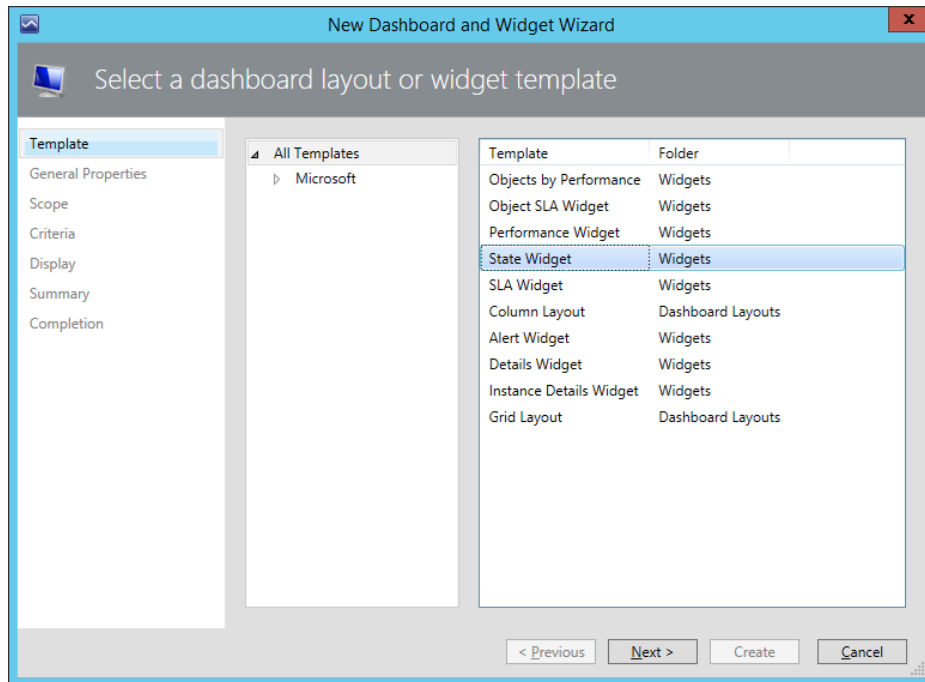 New Dashboard and Widget Wizard
x
Select a dashboard layout or widget template
Template
General Properties
Scope
Criteria
Display
Summary
Completion
All Templates
Microsoft
Template Folder
Objects by Performance Widgets
Object SLA Widget Widgets
Performance Widget Widgets
State Widget Widgets
SLA Widget Widgets
Column Layout Dashboard Layouts
Alert Widget Widgets
Details Widget Widgets
Instance Details Widget Widgets
Grid Layout Dashboard Layouts
< Previous Next > Create Cancel